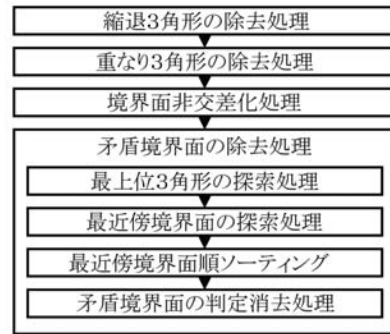 縮退3角形の除去処理
重なり3角形の除去処理
境界面非交差化処理
矛盾境界面の除去処理
最上位3角形の探索処理
最近傍境界面の探索処理
最近傍境界面順ソーティング
矛盾境界面の判定消去処理